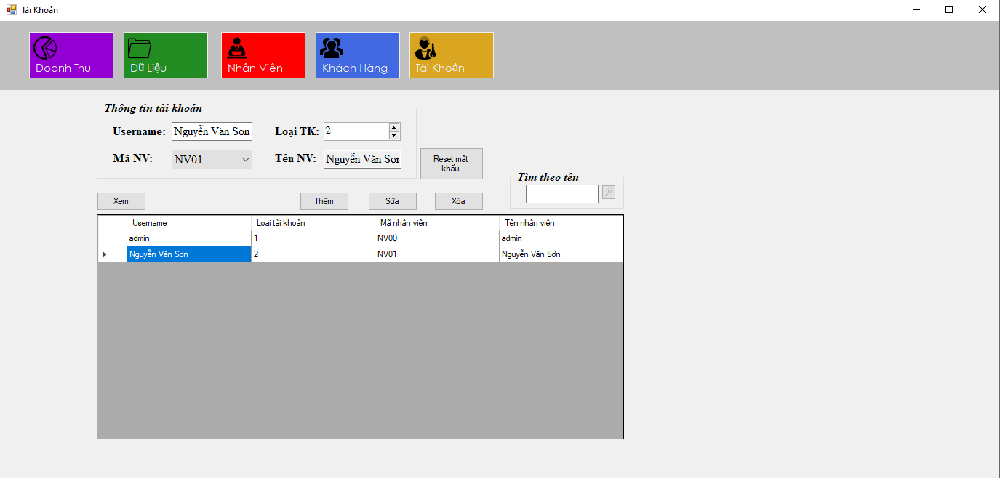 Tài Khoản
Doanh Thu
Dữ Liệu
Nhân Viên
Khách Hàng
Tài Khoản
Thông tin tài khoản
Username: Nguyễn Văn Sơn Loại TK: 2
Mã NV: NV01 Tên NV: Nguyễn Văn Sơn
Reset mật
khẩu
Tìm theo tên
Xem Thêm Sửa Xóa
Username Loại tài khoản Mã nhân viên Tên nhân viên
admin 1 NV00 admin
Nguyễn Văn Sơn 2 NV01 Nguyễn Văn Sơn